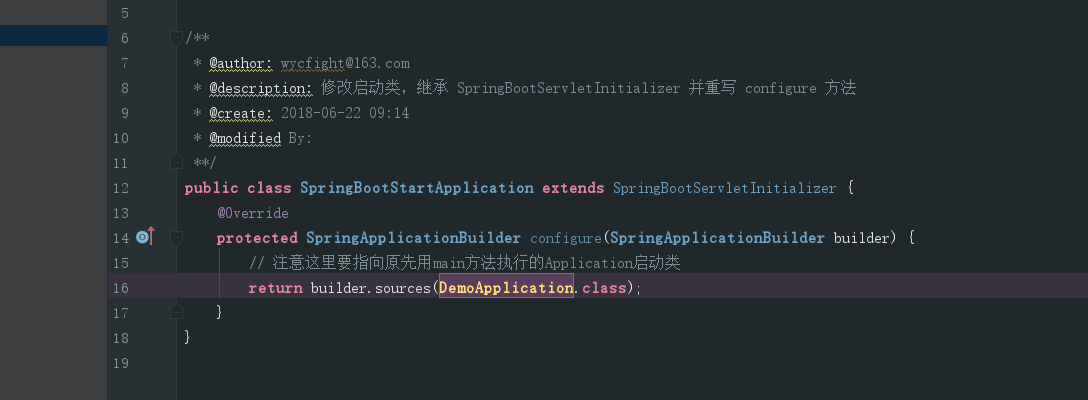 5
6 /**
7 * @author: wycfight@163.com
8 * @description: 修改启动类，继承 SpringBootServletInitializer 并重写 configure 方法
9 * @create: 2018-06-22 09:14
10 * @modified By:
11 **/
12 public class SpringBootStartApplication extends SpringBootServletInitializer {
13 @Override
14 protected SpringApplicationBuilder configure(SpringApplicationBuilder builder) {
15 // 注意这里要指向原先用main方法执行的Application启动类
16 return builder.sources(DemoApplication.class);
17 }
18 }
19